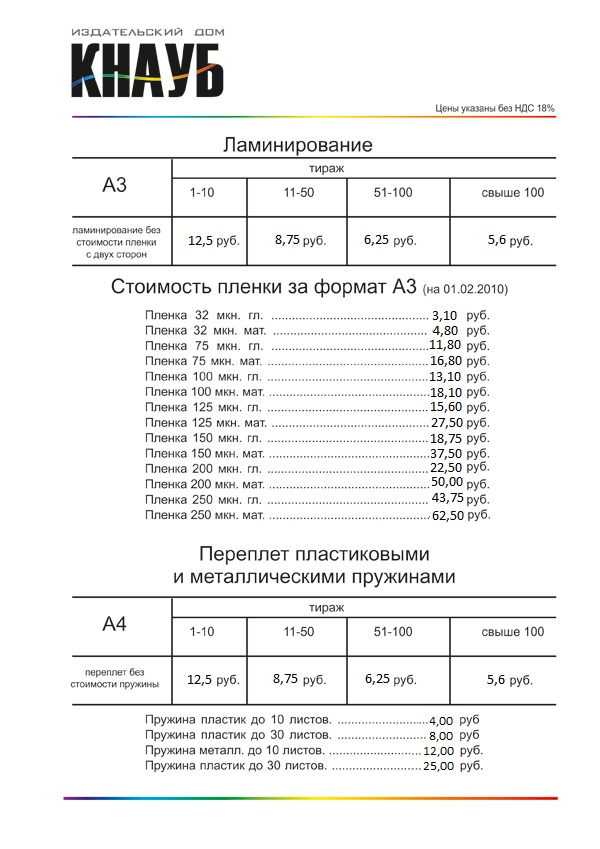 ИЗДАТЕЛЬСКИЙ ДОМ
КНАУБ
Цены указаны без НДС 18%
Ламинирование
А3
тираж
1-10 11-50 51-100 свыше 100
ламинирование без
стоимости пленки
с двух сторон
12,5 руб. 8,75 руб. 6,25 руб. 5,6 руб.
Стоимость пленки за формат А3 (на 01.02.2010)
Пленка 32 мкн. гл. ........................................ 3,10 руб.
Пленка 32 мкн. мат. ........................................ 4,80 руб.
Пленка 75 мкн. гл. ........................................ 11,80 руб.
Пленка 75 мкн. мат. ........................................ 16,80 руб.
Пленка 100 мкн. гл. ........................................ 13,10 руб.
Пленка 100 мкн. мат. ........................................ 18,10 руб.
Пленка 125 мкн. гл. ........................................ 15,60 руб.
Пленка 125 мкн. мат. ........................................ 27,50 руб.
Пленка 150 мкн. гл. ........................................ 18,75 руб.
Пленка 150 мкн. мат. ........................................ 37,50 руб.
Пленка 200 мкн. гл. ........................................ 22,50 руб.
Пленка 200 мкн. мат. ........................................ 50,00 руб.
Пленка 250 мкн. гл. ........................................ 43,75 руб.
Пленка 250 мкн. мат. ........................................ 62,50 руб.
Переплет пластиковыми
и металлическими пружинами
А4
тираж
1-10 11-50 51-100 свыше 100
переплет без
стоимости пружины
12,5 руб. 8,75 руб. 6,25 руб. 5,6 руб.
Пружина пластик до 10 листов. ....................... 4,00 руб
Пружина пластик до 30 листов. ....................... 8,00 руб
Пружина металл. до 10 листов. ....................... 12,00 руб.
Пружина пластик до 30 листов. ....................... 25,00 руб.